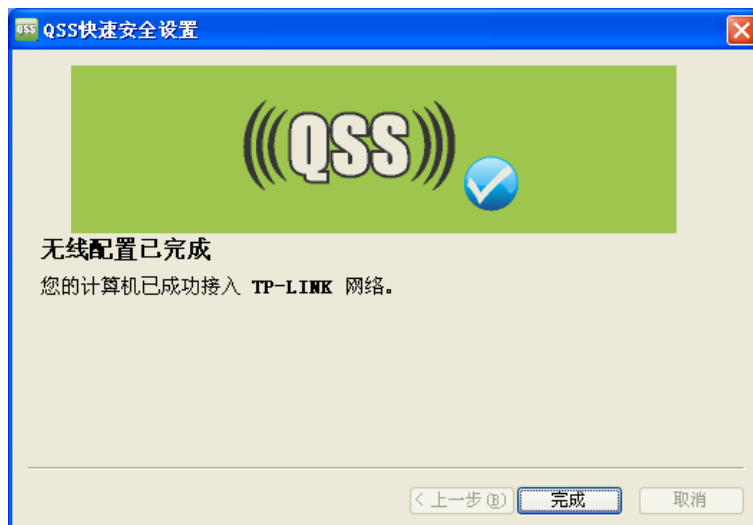 QSS QSS快速安全设置
(((QSS)))
无线配置已完成
您的计算机已成功接入 TP-LINK 网络。
< 上一步(B) 完成 取消